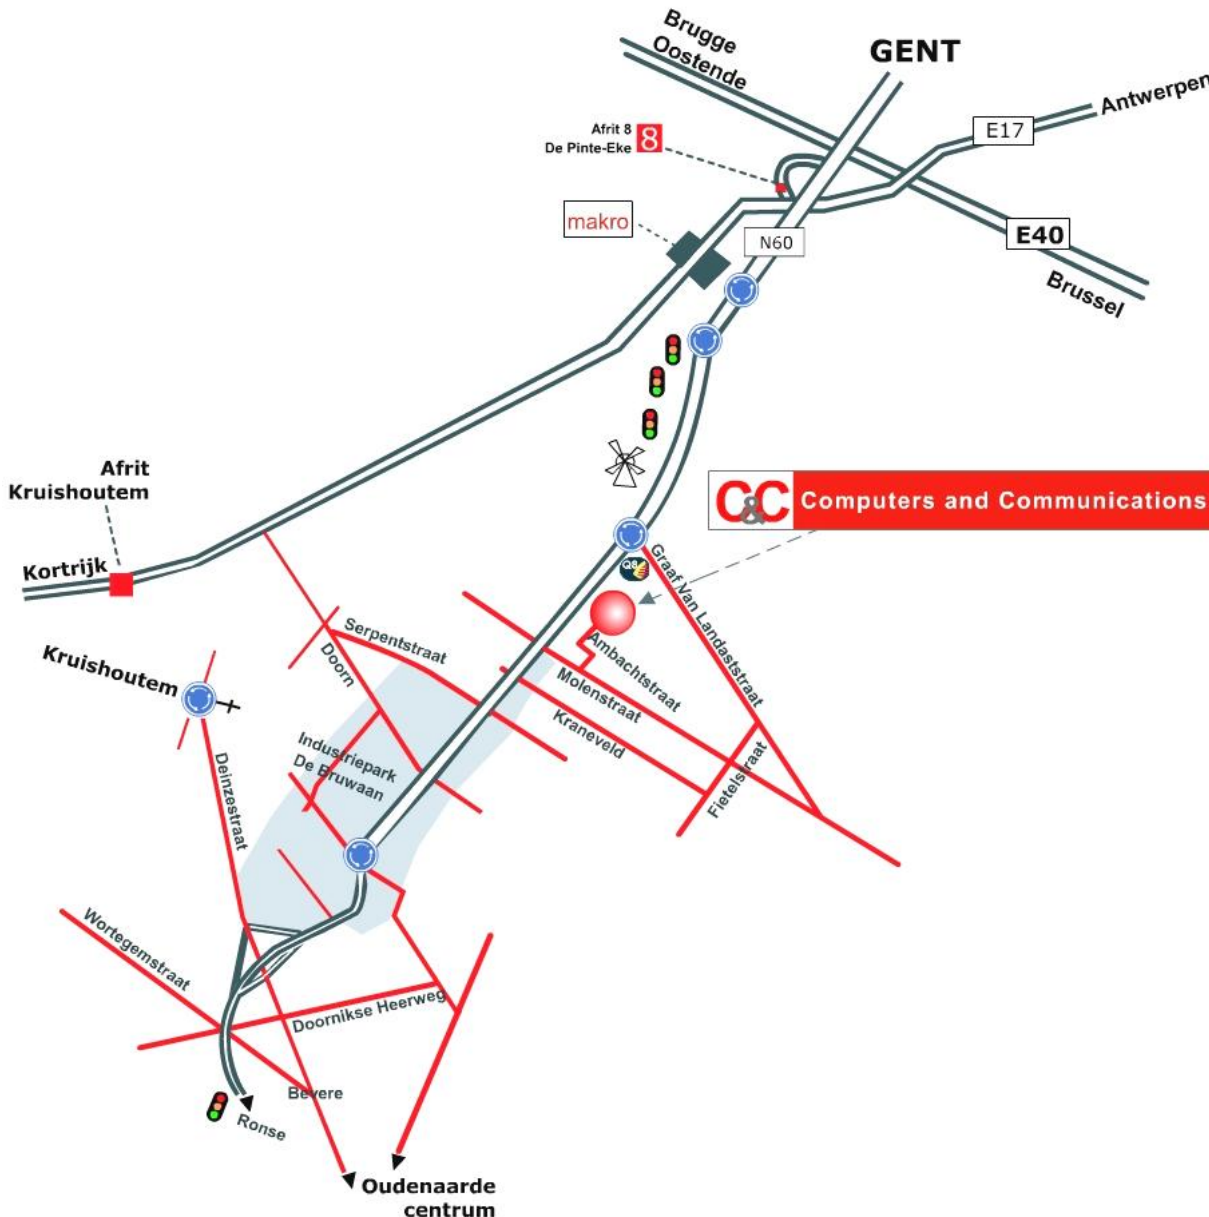 Brugge
Oostende
GENT
Antwerpen
E17
Afrit 8
De Pinte-Eke
8
makro
N60
E40
Brussel
Afrit
Kruishoutem
C&C Computers and Communications
Kortrijk
Q8
Graaf Van Landaststraat
Serpentstraat
Doorn
Ambachtstraat
Kruishoutem
Molenstraat
Kraneveld
Industriepark
De Bruwaan
Fietelstraat
Deinzestraat
Wortegemstraat
Doornikse Heerweg
Bevere
Ronse
Oudenaarde
centrum